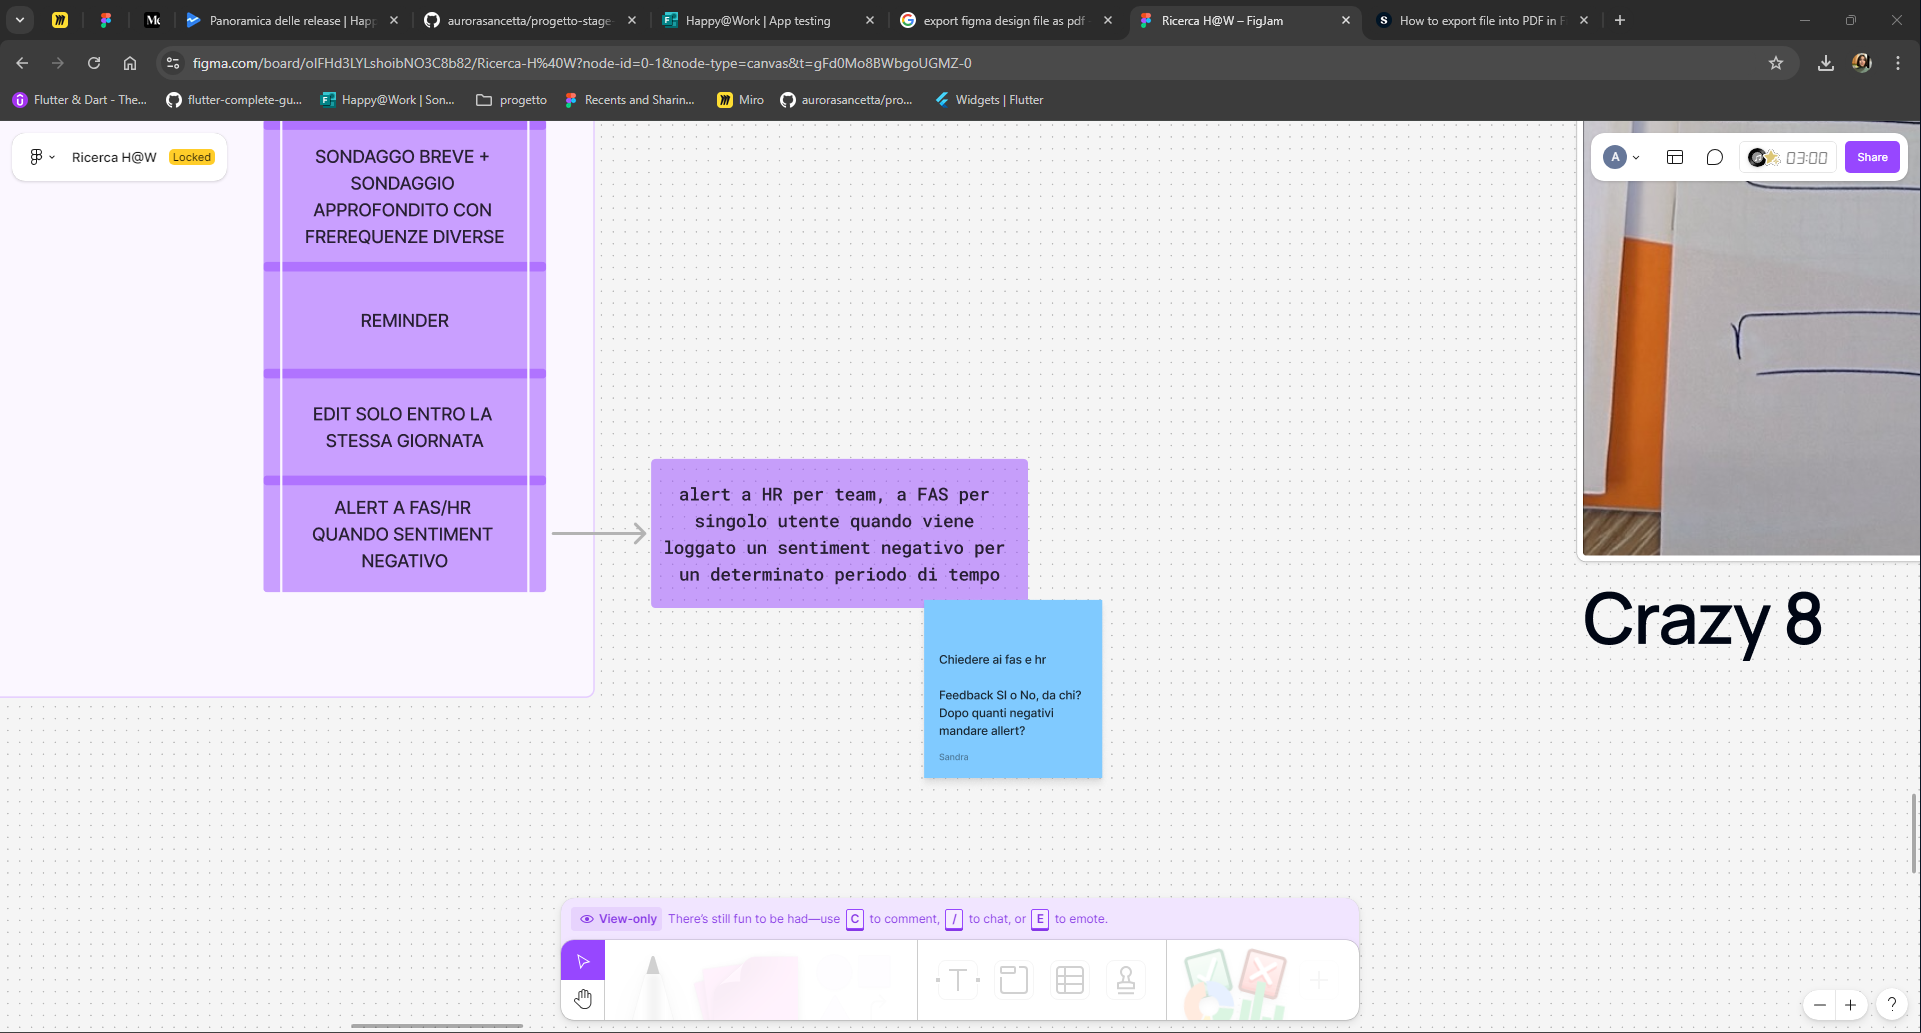 Panoramica delle release | Happ
aurorasancetta/progetto-stage-
Happy@Work | App testing
export figma design file as pdf -
Ricerca H@W – FigJam
How to export file into PDF in F
figma.com/board/oIFHd3LYLshoibNO3C8b82/Ricerca-H%40W?node-id=0-1&node-type=canvas&t=gFd0Mo8BWbgoUGMZ-0
Flutter & Dart - The...
flutter-complete-gu...
Happy@Work | Son...
progetto
Recents and Sharin...
Miro
aurorasancetta/pro...
Widgets | Flutter
Ricerca H@W
Locked
A
03:00
Share
SONDAGGO BREVE +
SONDAGGIO
APPROFONDITO CON
FREREQUENZE DIVERSE
REMINDER
EDIT SOLO ENTRO LA
STESSA GIORNATA
ALERT A FAS/HR
QUANDO SENTIMENT
NEGATIVO
alert a HR per team, a FAS per
singolo utente quando viene
loggato un sentiment negativo per
un determinato periodo di tempo
Chiedere ai fas e hr
Feedback SI o No, da chi?
Dopo quanti negativi
mandare allert?
Sandra
Crazy 8
View-only There's still fun to be had—use C to comment, / to chat, or E to emote.